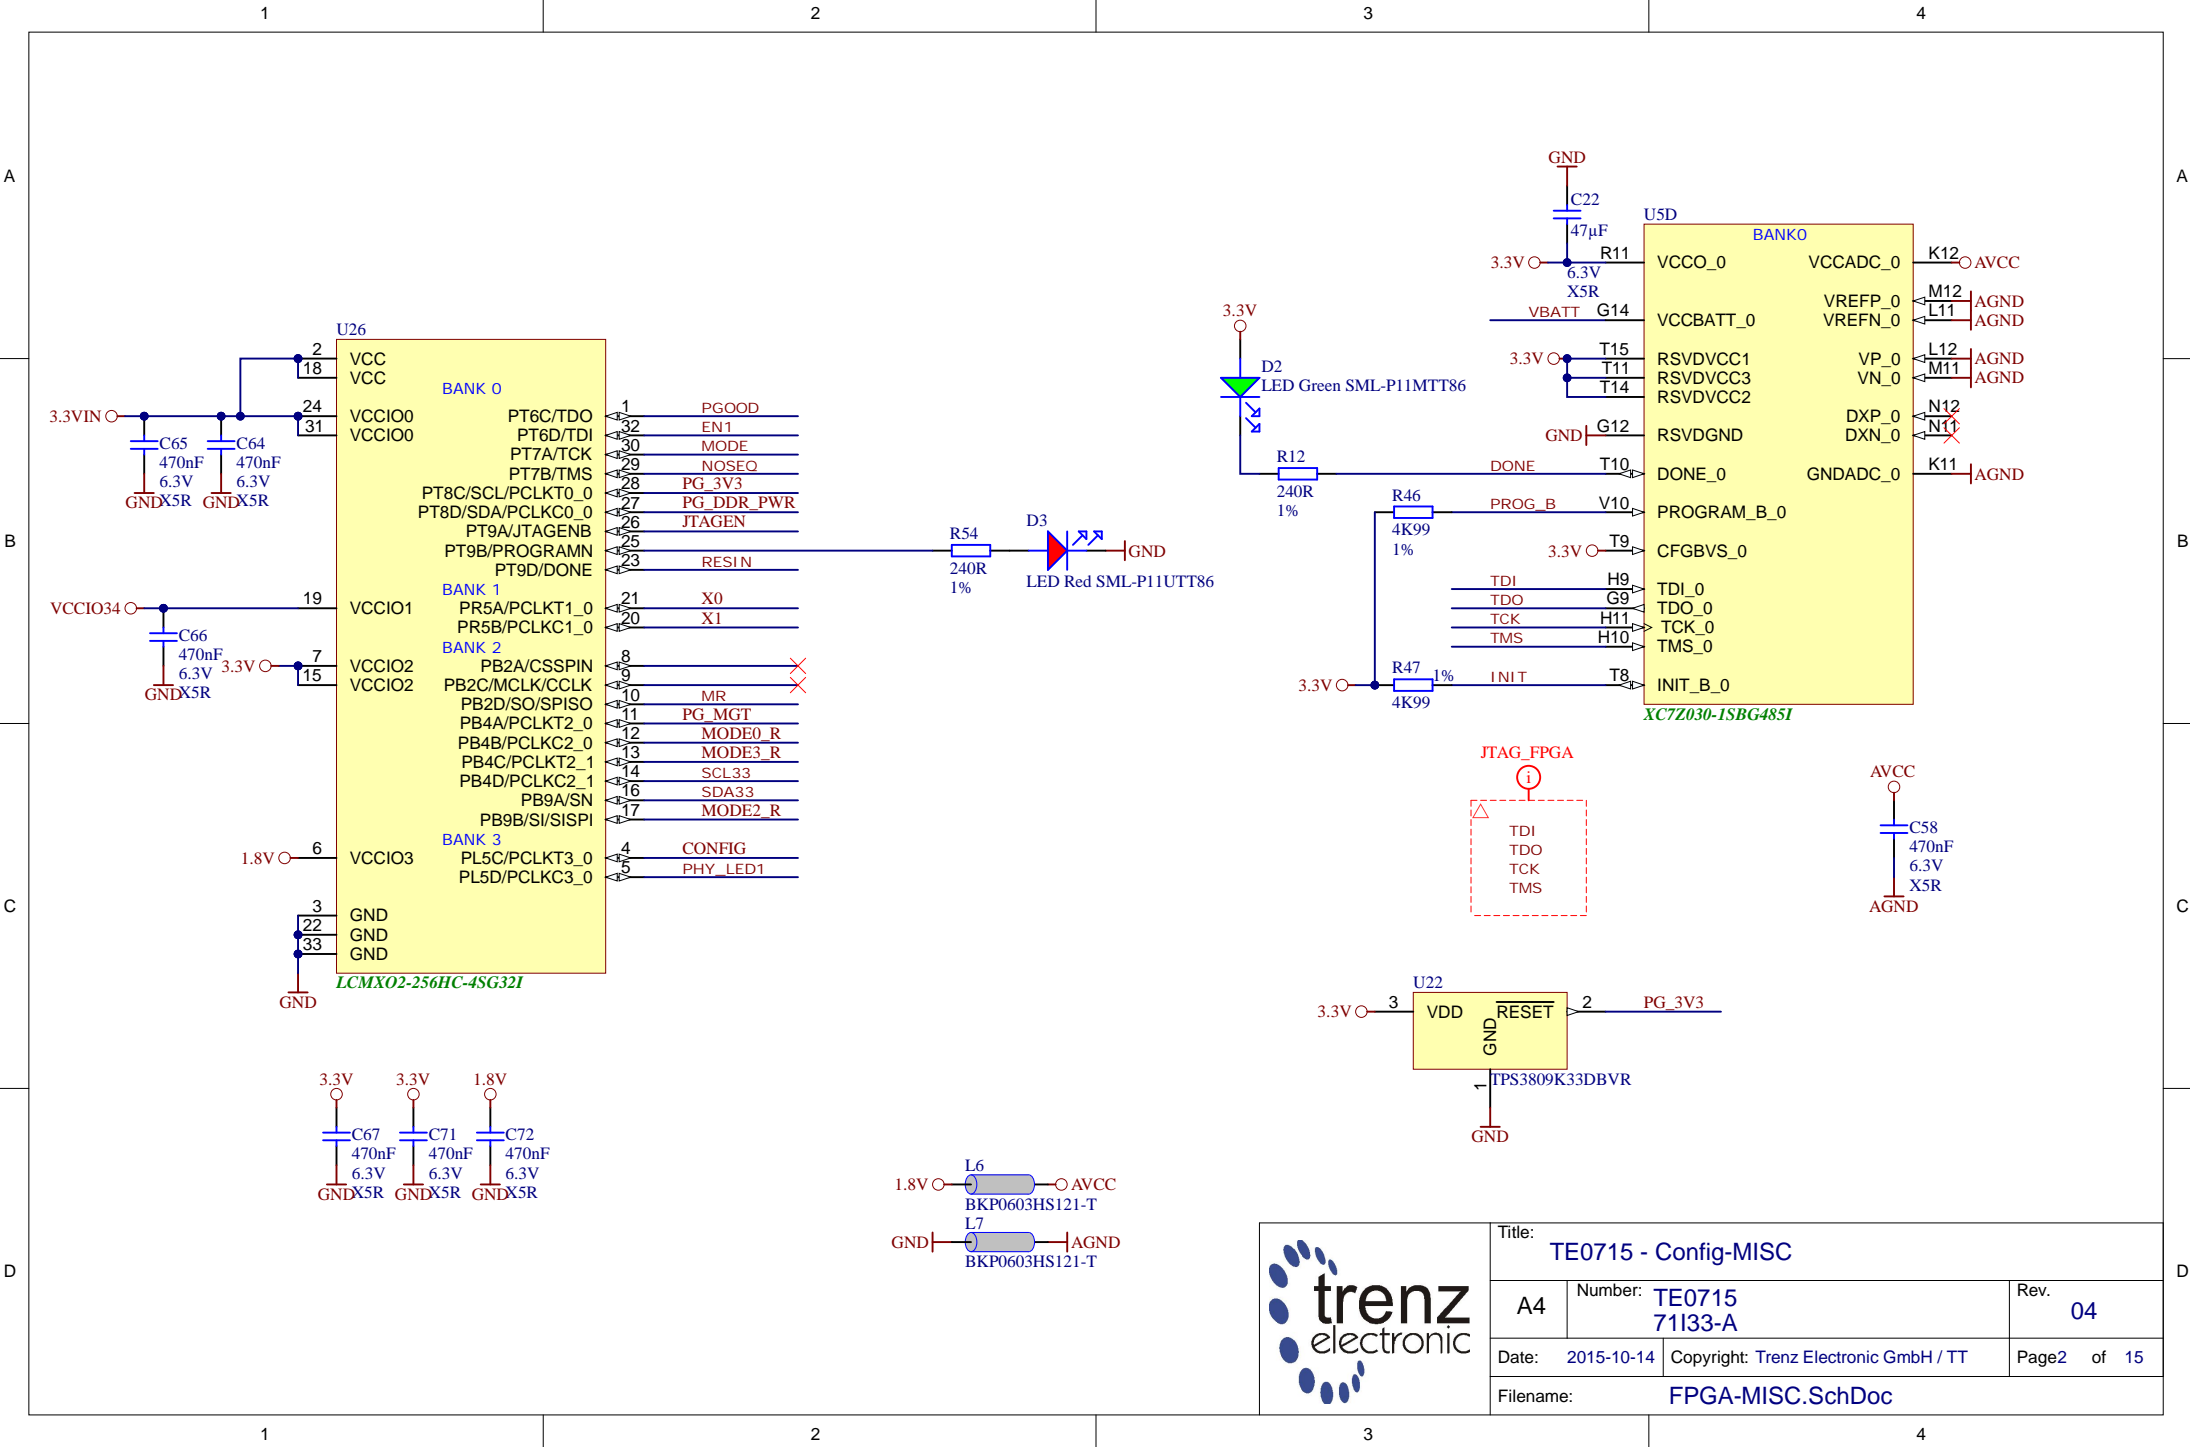 1 2 3 4
A A
B B
C C
D D
1 2 3 4
U26
2 VCC
18 VCC
BANK 0
3.3VIN
24 VCCIO0
31 VCCIO0
PT6C/TDO 1 PGOOD
PT6D/TDI 32 EN1
PT7A/TCK 30 MODE
PT7B/TMS 29 NOSEQ
PT8C/SCL/PCLKT0_0 28 PG_3V3
PT8D/SDA/PCLKC0_0 27 PG_DDR_PWR
PT9A/JTAGENB 26 JTAGEN
PT9B/PROGRAMN 25
PT9D/DONE 23 RESIN
C65
470nF
6.3V
X5R
GND
C64
470nF
6.3V
X5R
GND
BANK 1
VCCIO34 19 VCCIO1
PR5A/PCLKT1_0 21 X0
PR5B/PCLKC1_0 20 X1
C66
470nF
6.3V
X5R
GND
BANK 2
3.3V
7 VCCIO2
15 VCCIO2
PB2A/CSSPIN 8
PB2C/MCLK/CCLK 9
PB2D/SO/SPISO 10 MR
PB4A/PCLKT2_0 11 PG_MGT
PB4B/PCLKC2_0 12 MODE0_R
PB4C/PCLKT2_1 13 MODE3_R
PB4D/PCLKC2_1 14 SCL33
PB9A/SN 16 SDA33
PB9B/SI/SISPI 17 MODE2_R
BANK 3
1.8V 6 VCCIO3
PL5C/PCLKT3_0 4 CONFIG
PL5D/PCLKC3_0 5 PHY_LED1
3 GND
22 GND
33 GND
GND
LCMXO2-256HC-4SG32I
R54
240R
1%
D3
GND
LED Red SML-P11UTT86
3.3V
D2
LED Green SML-P11MTT86
R12
240R
1%
R46
4K99
1%
3.3V
R47
1%
4K99
GND
C22
47µF
6.3V
X5R
U5D
BANK0
3.3V R11 VCCO_0
VBATT G14 VCCBATT_0
3.3V
T15 RSVDVCC1
T11 RSVDVCC3
T14 RSVDVCC2
GND G12 RSVDGND
DONE T10 DONE_0
PROG_B V10 PROGRAM_B_0
3.3V T9 CFGBVS_0
TDI H9 TDI_0
TDO G9 TDO_0
TCK H11 TCK_0
TMS H10 TMS_0
INIT T8 INIT_B_0
VCCADC_0 K12 AVCC
VREFP_0 M12 AGND
VREFN_0 L11 AGND
VP_0 L12 AGND
VN_0 M11 AGND
DXP_0 N12
DXN_0 N11
GNDADC_0 K11 AGND
XC7Z030-1SBG485I
JTAG_FPGA
i
TDI
TDO
TCK
TMS
AVCC
C58
470nF
6.3V
X5R
AGND
U22
3.3V 3 VDD
RESET 2 PG_3V3
GND
1
TPS3809K33DBVR
GND
3.3V
C67
470nF
6.3V
X5R
GND
3.3V
C71
470nF
6.3V
X5R
GND
1.8V
C72
470nF
6.3V
X5R
GND
L6
1.8V AVCC
BKP0603HS121-T
L7
GND AGND
BKP0603HS121-T
trenz
electronic
Title:
TE0715 - Config-MISC
A4
Number: TE0715
71I33-A
Rev.
04
Date: 2015-10-14
Copyright: Trenz Electronic GmbH / TT
Page2 of 15
Filename: FPGA-MISC.SchDoc